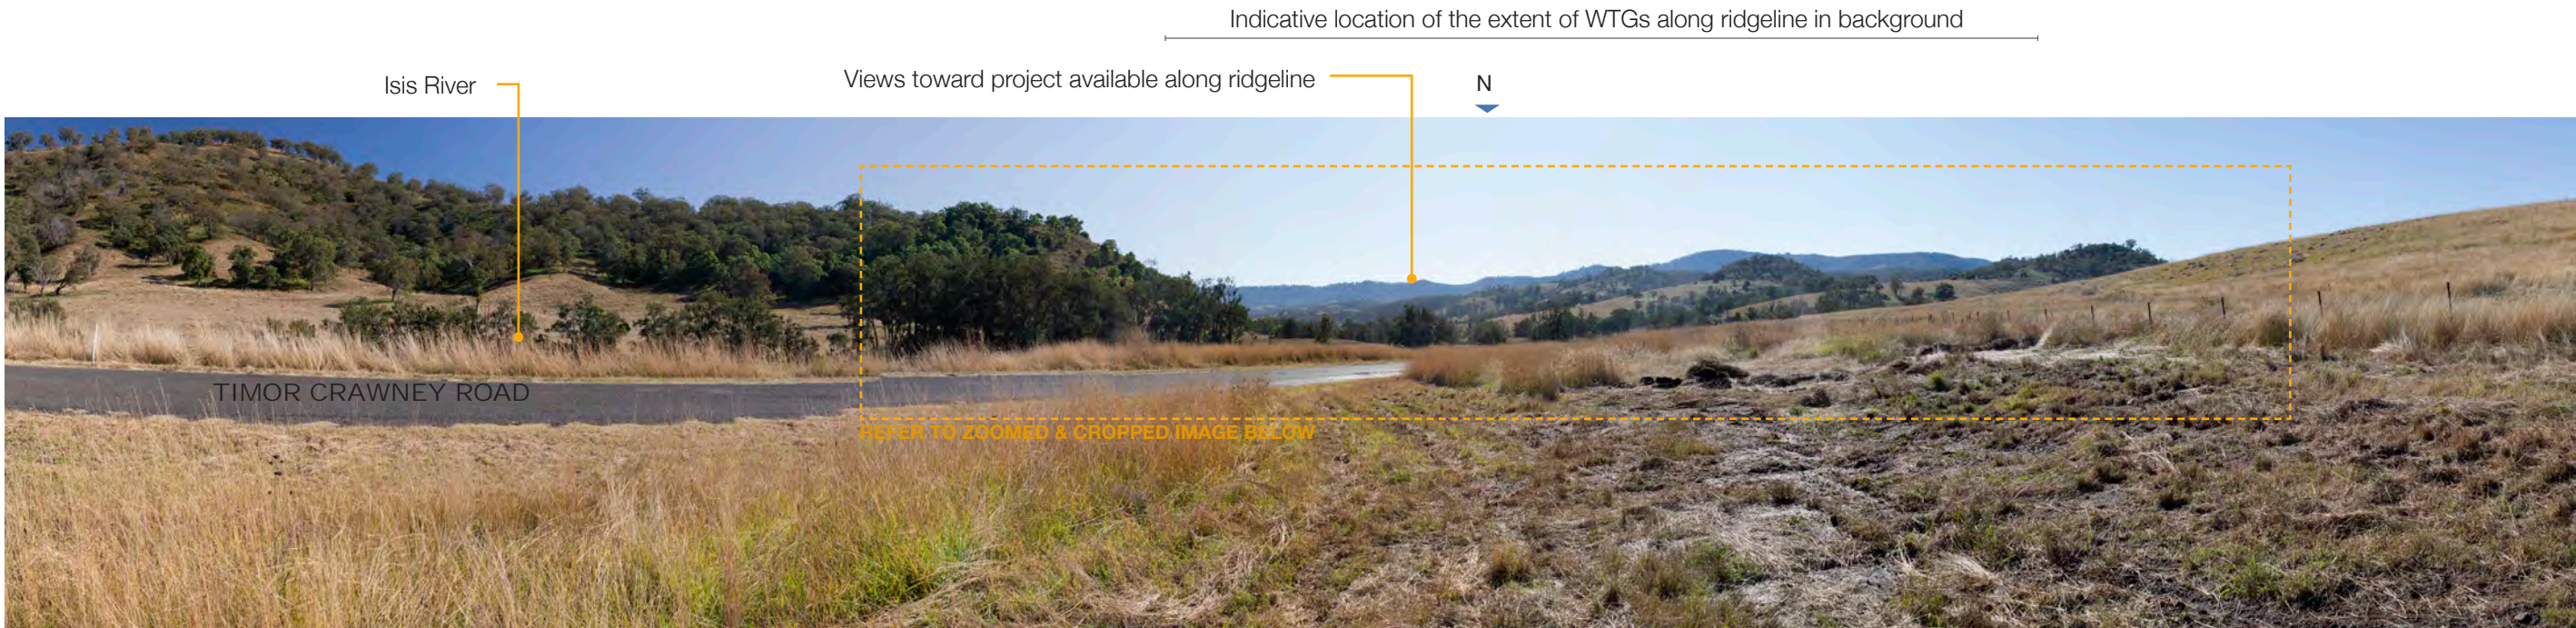 Indicative location of the extent of WTGs along ridgeline in background
Isis River
Views toward project available along ridgeline
N
TIMOR CRAWNEY ROAD
REFER TO ZOOMED & CROPPED IMAGE BELOW